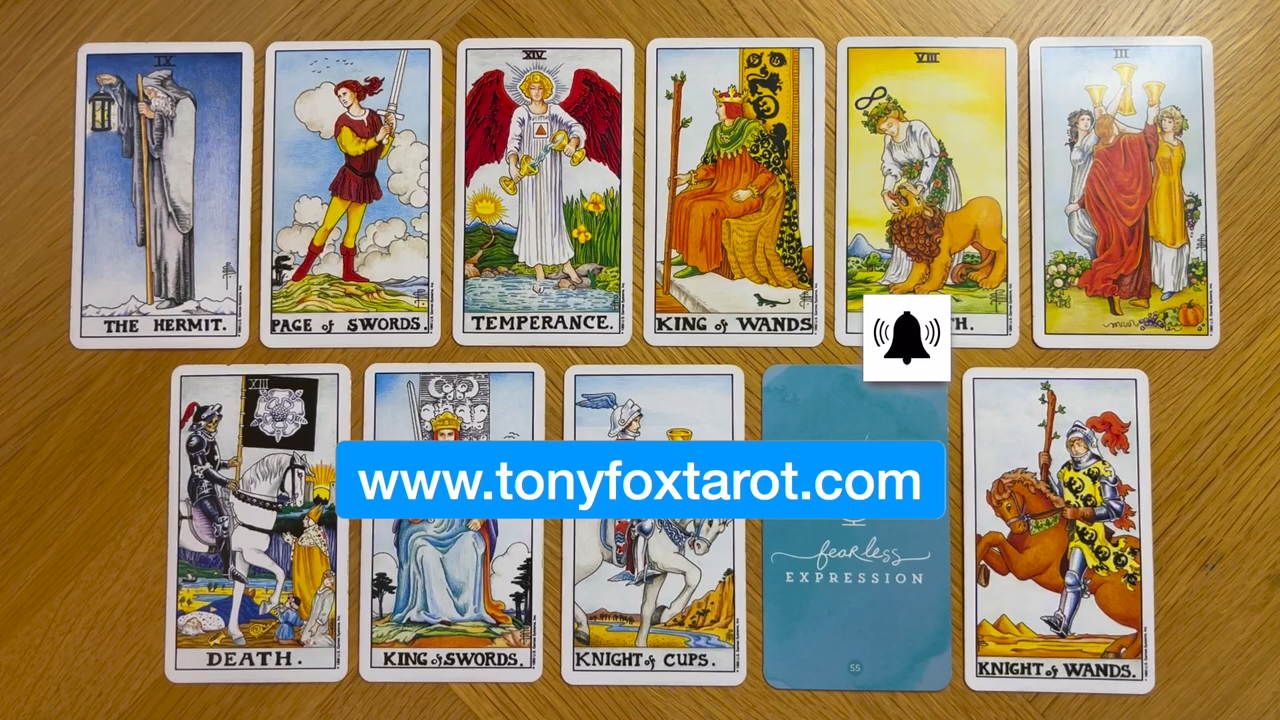 IX
XIV
VIII
III
THE HERMIT.
PAGE of SWORDS.
TEMPERANCE.
KING of WANDS
TH.
XIII
www.tonyfoxtarot.com
fearless
EXPRESSION
55
DEATH.
KING of SWORDS.
KNIGHT of CUPS.
KNIGHT of WANDS.